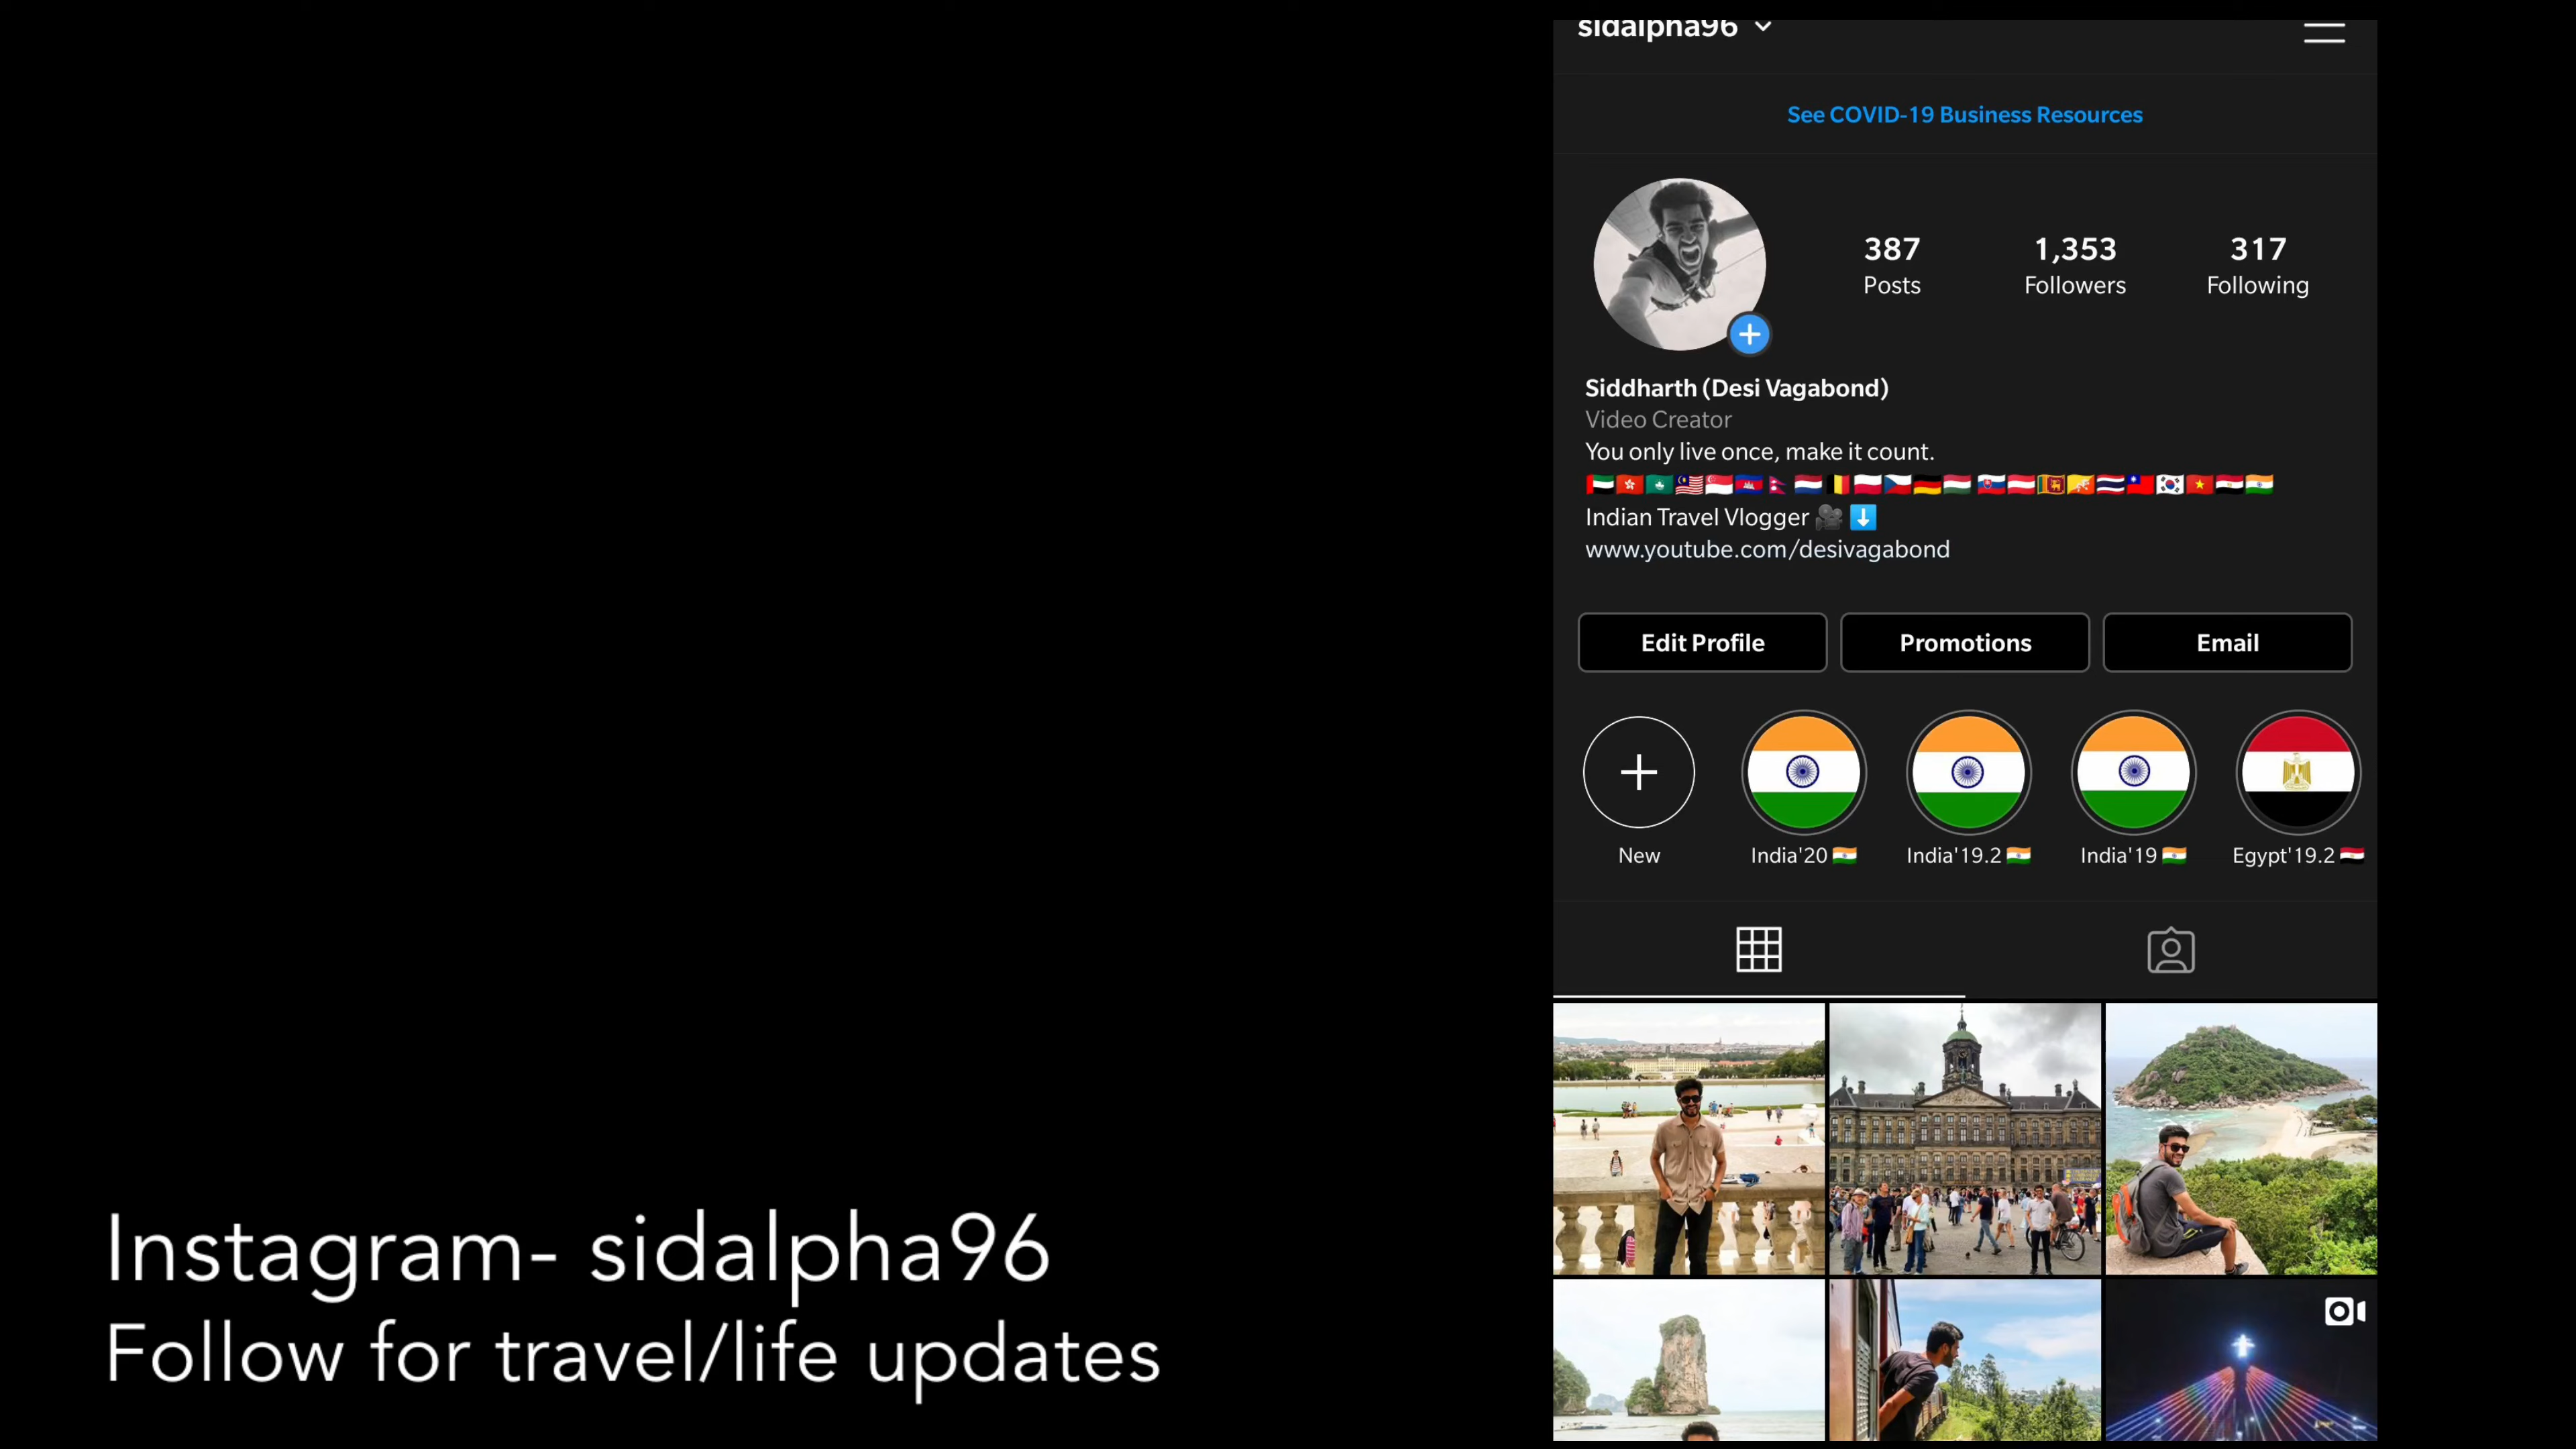 sidalpha96
See COVID-19 Business Resources
387
Posts
1,353
Followers
317
Following
Siddharth (Desi Vagabond)
Video Creator
You only live once, make it count.
🇦🇪🇭🇰🇲🇴🇲🇾🇸🇬🇰🇭🇳🇵🇳🇱🇧🇪🇵🇱🇨🇿🇩🇪🇭🇺🇸🇰🇦🇹🇱🇰🇧🇹🇹🇭🇹🇼🇰🇷🇻🇳🇪🇬🇮🇳
Indian Travel Vlogger 🎥⬇️
www.youtube.com/desivagabond
Edit Profile
Promotions
Email
New
India'20 🇮🇳
India'19.2 🇮🇳
India'19 🇮🇳
Egypt'19.2 🇪🇬
Instagram- sidalpha96
Follow for travel/life updates